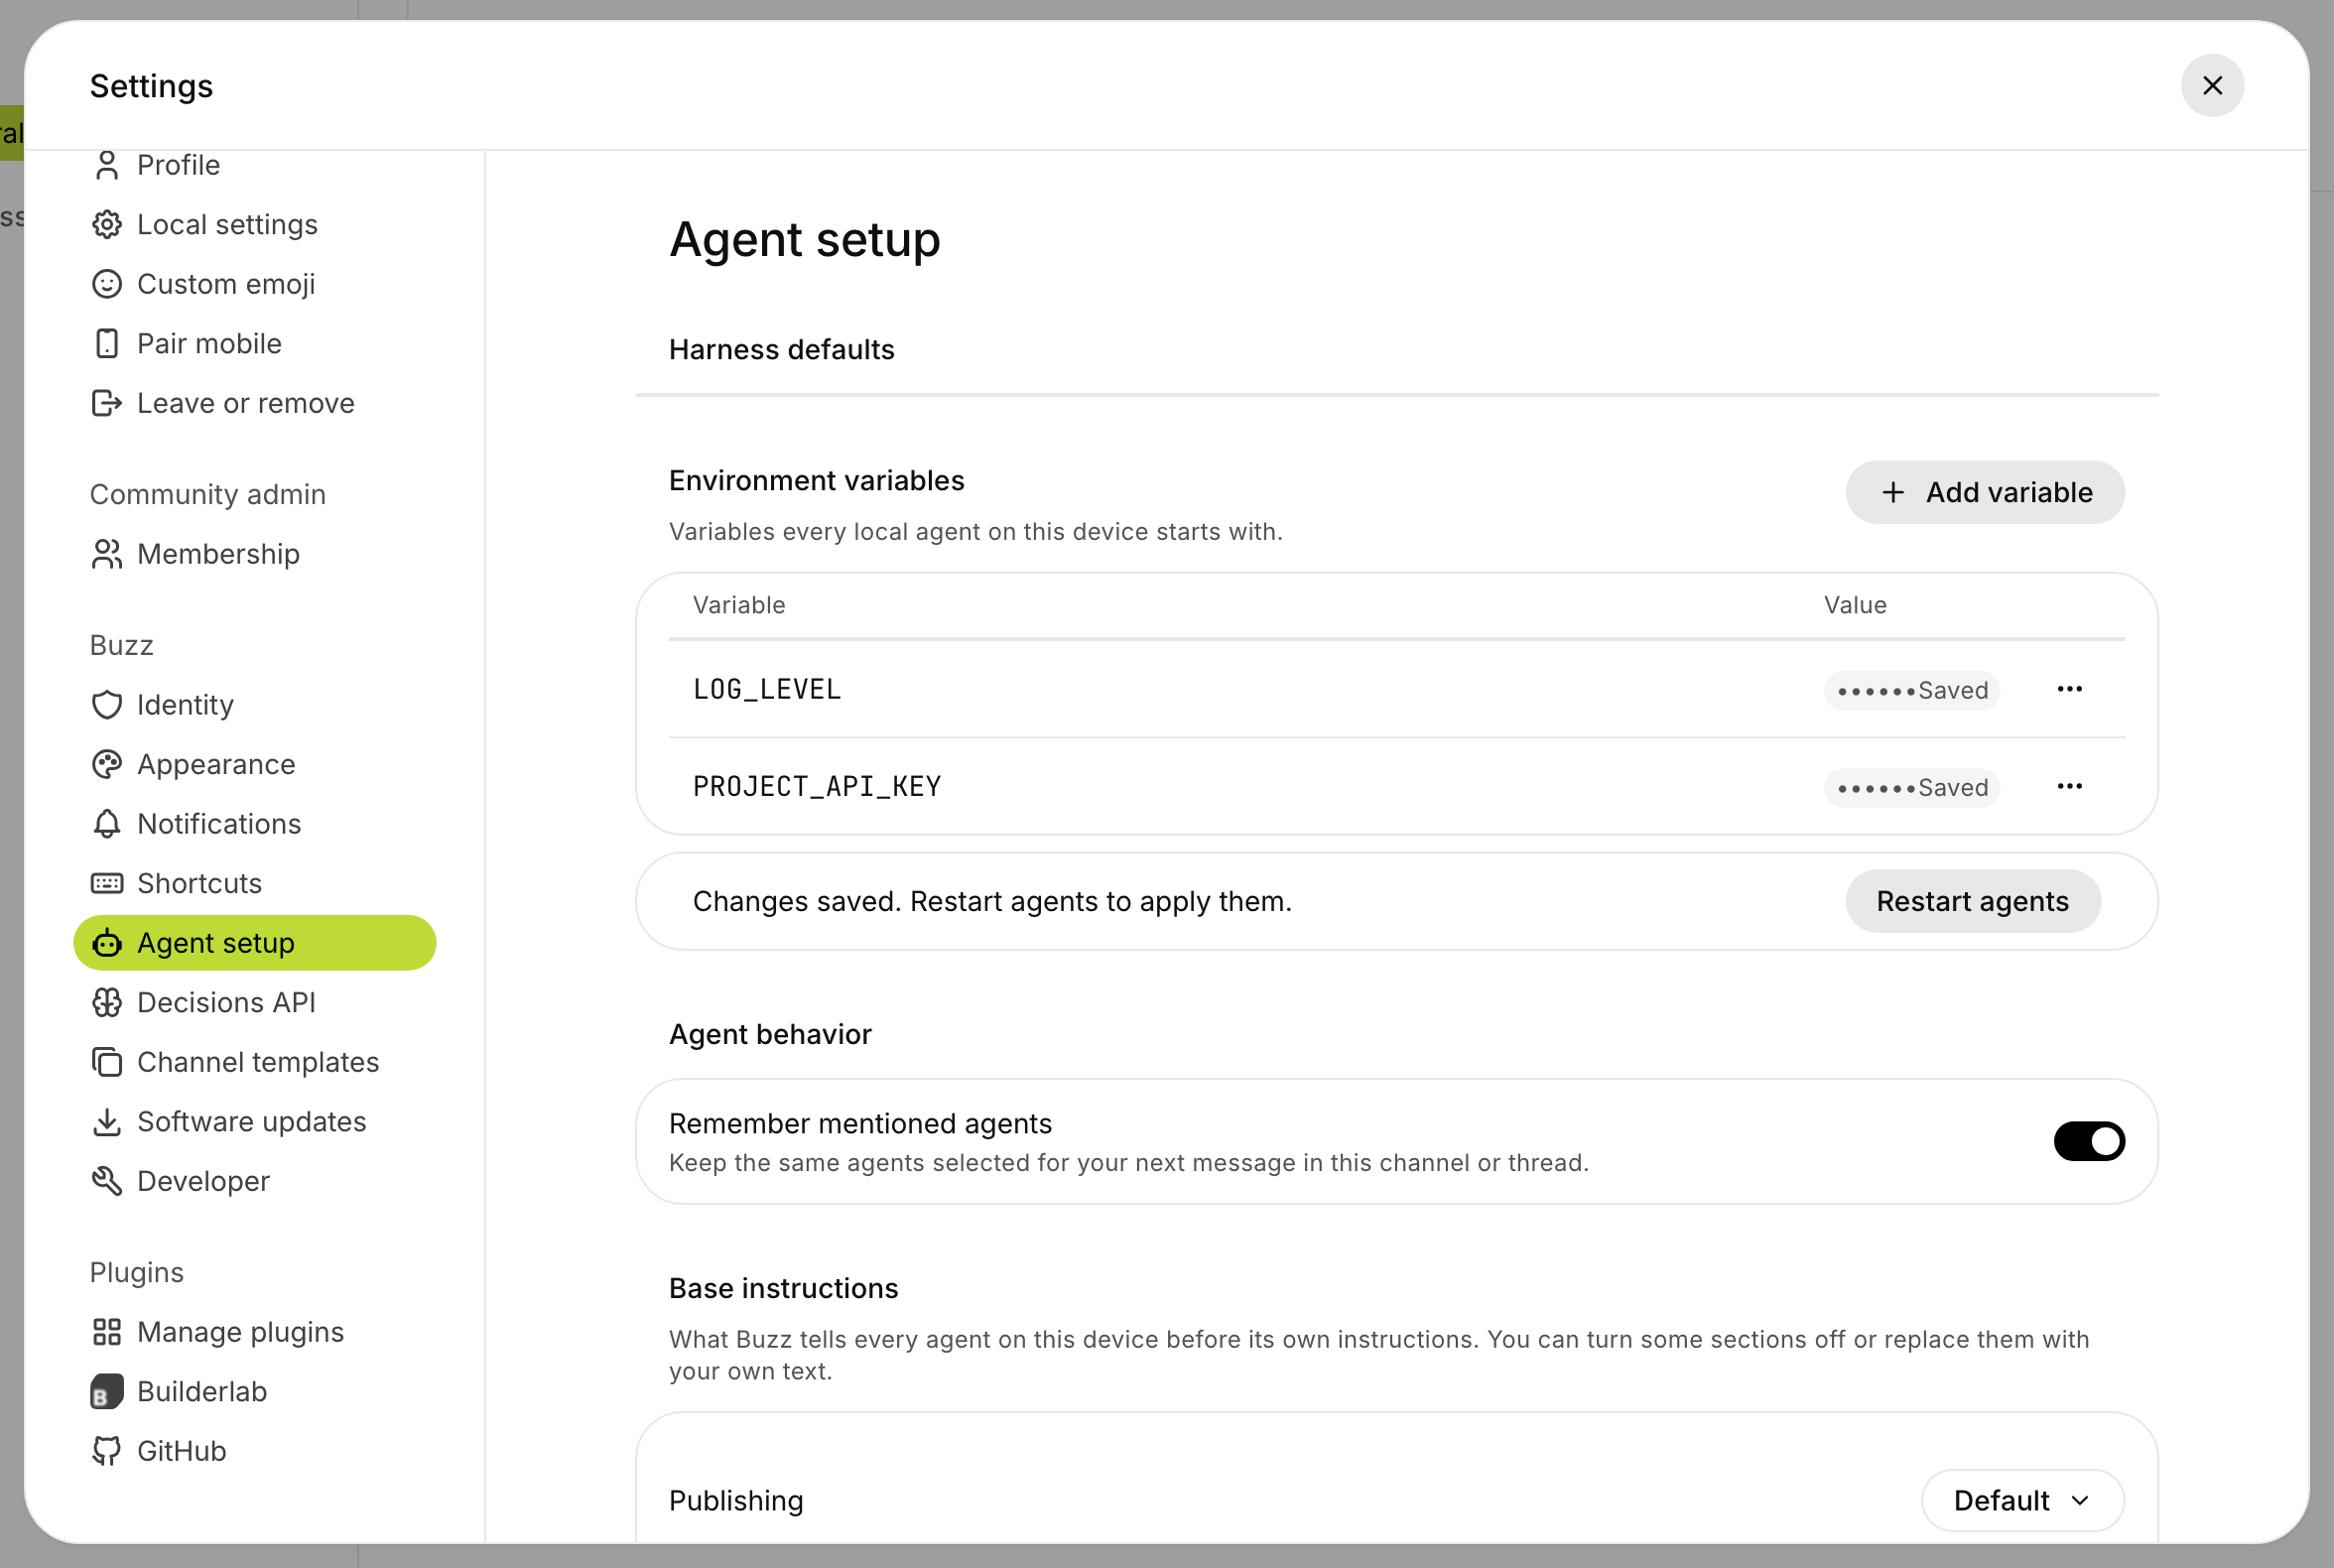 Settings
Profile
Local settings
Custom emoji
Pair mobile
Leave or remove
Community admin
Membership
Buzz
Identity
Appearance
Notifications
Shortcuts
Agent setup
Decisions API
Channel templates
Software updates
Developer
Plugins
Manage plugins
B
Builderlab
GitHub
Agent setup
Harness defaults
Environment variables
Add variable
Variables every local agent on this device starts with.
Variable Value
LOG_LEVEL ••••••Saved
PROJECT_API_KEY ••••••Saved
Changes saved. Restart agents to apply them.
Restart agents
Agent behavior
Remember mentioned agents
Keep the same agents selected for your next message in this channel or thread.
Base instructions
What Buzz tells every agent on this device before its own instructions. You can turn some sections off or replace them with
your own text.
Publishing
Default